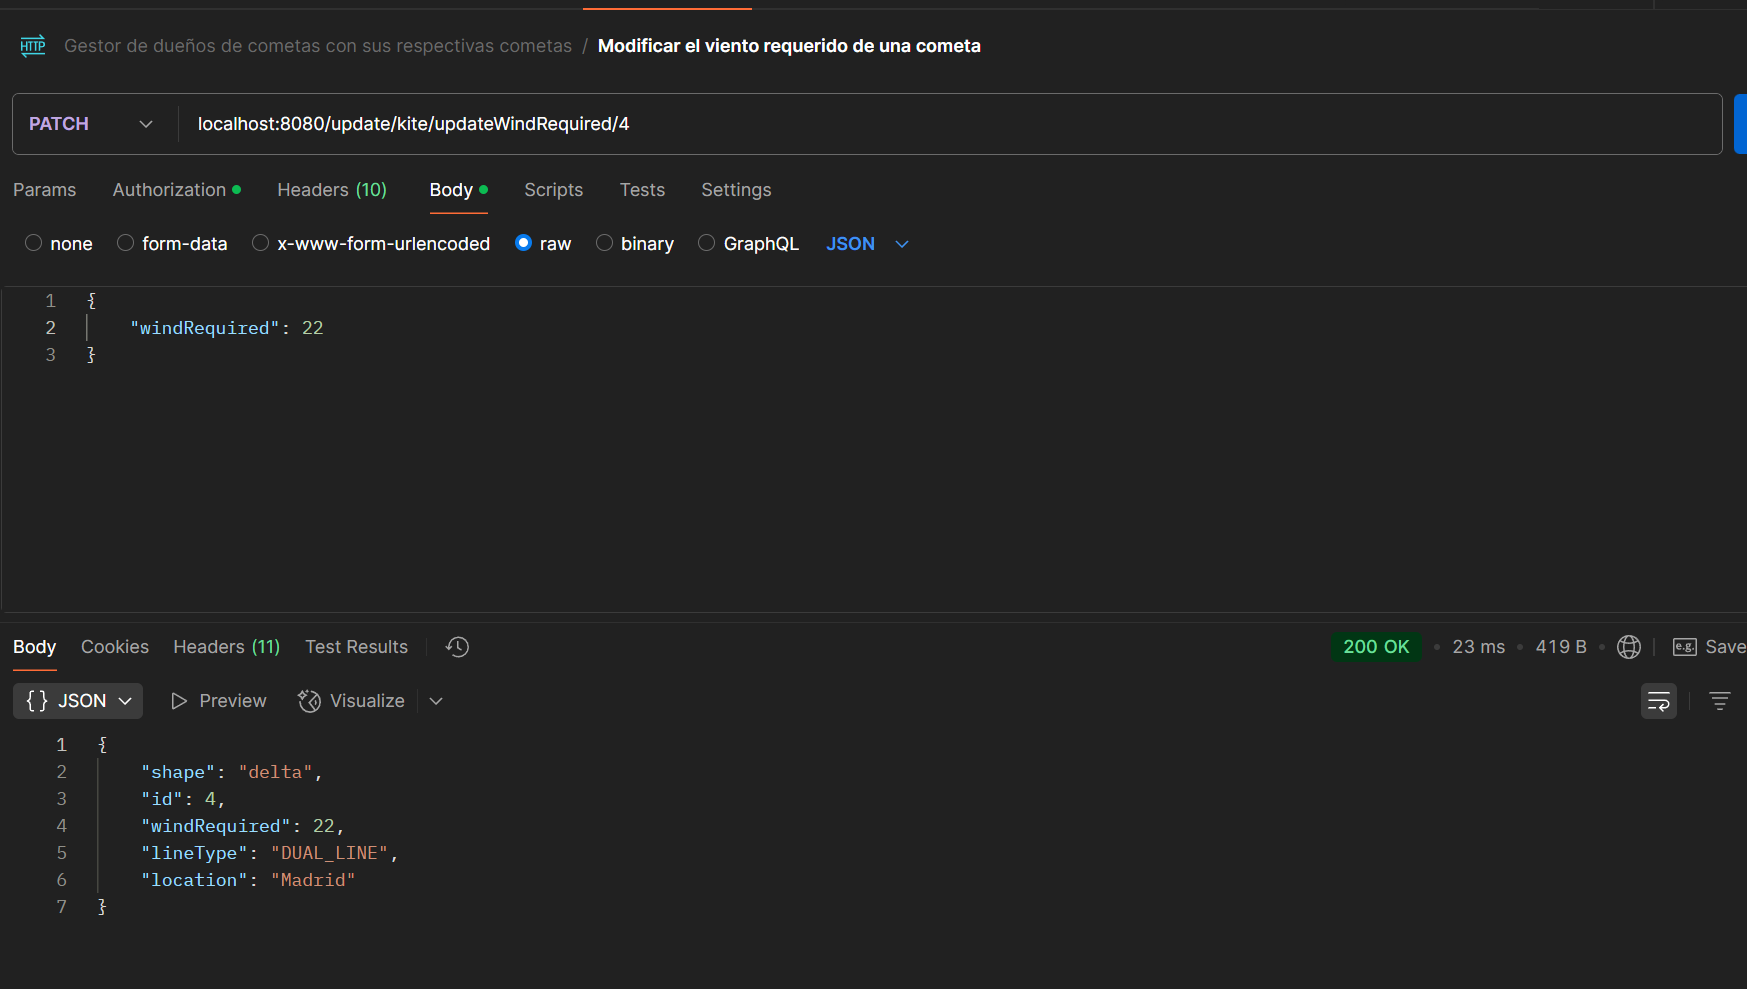 HTTP Gestor de dueños de cometas con sus respectivas cometas / Modificar el viento requerido de una cometa
PATCH localhost:8080/update/kite/updateWindRequired/4
Params Authorization Headers (10) Body Scripts Tests Settings
none form-data x-www-form-urlencoded raw binary GraphQL JSON
1 {
2 "windRequired": 22
3 }
Body Cookies Headers (11) Test Results 200 OK • 23 ms • 419 B • e.g. Save
{} JSON Preview Visualize
1 {
2 "shape": "delta",
3 "id": 4,
4 "windRequired": 22,
5 "lineType": "DUAL_LINE",
6 "location": "Madrid"
7 }